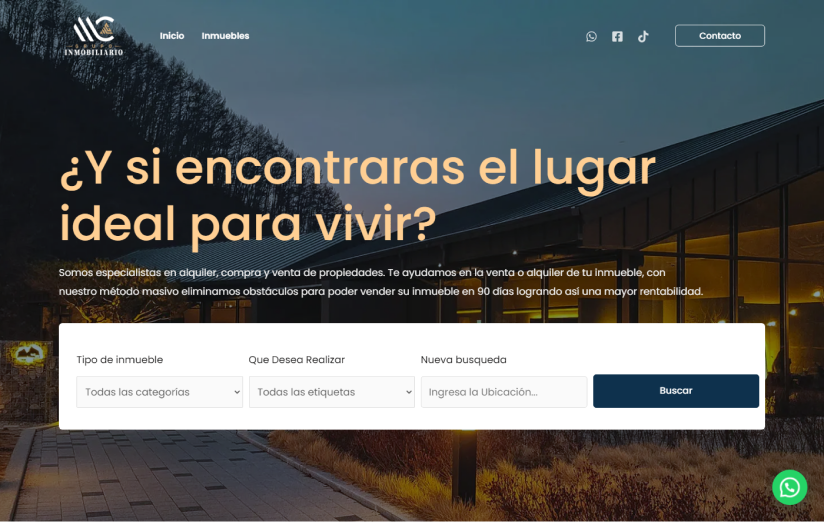 GRUPO
INMOBILIARIO
Inicio Inmuebles
Contacto
¿Y si encontraras el lugar
ideal para vivir?
Somos especialistas en alquiler, compra y venta de propiedades. Te ayudamos en la venta o alquiler de tu inmueble, con
nuestro método masivo eliminamos obstáculos para poder vender su inmueble en 90 días logrando así una mayor rentabilidad.
Tipo de inmueble Que Desea Realizar Nueva busqueda
Todas las categorías Todas las etiquetas Ingresa la Ubicación... Buscar